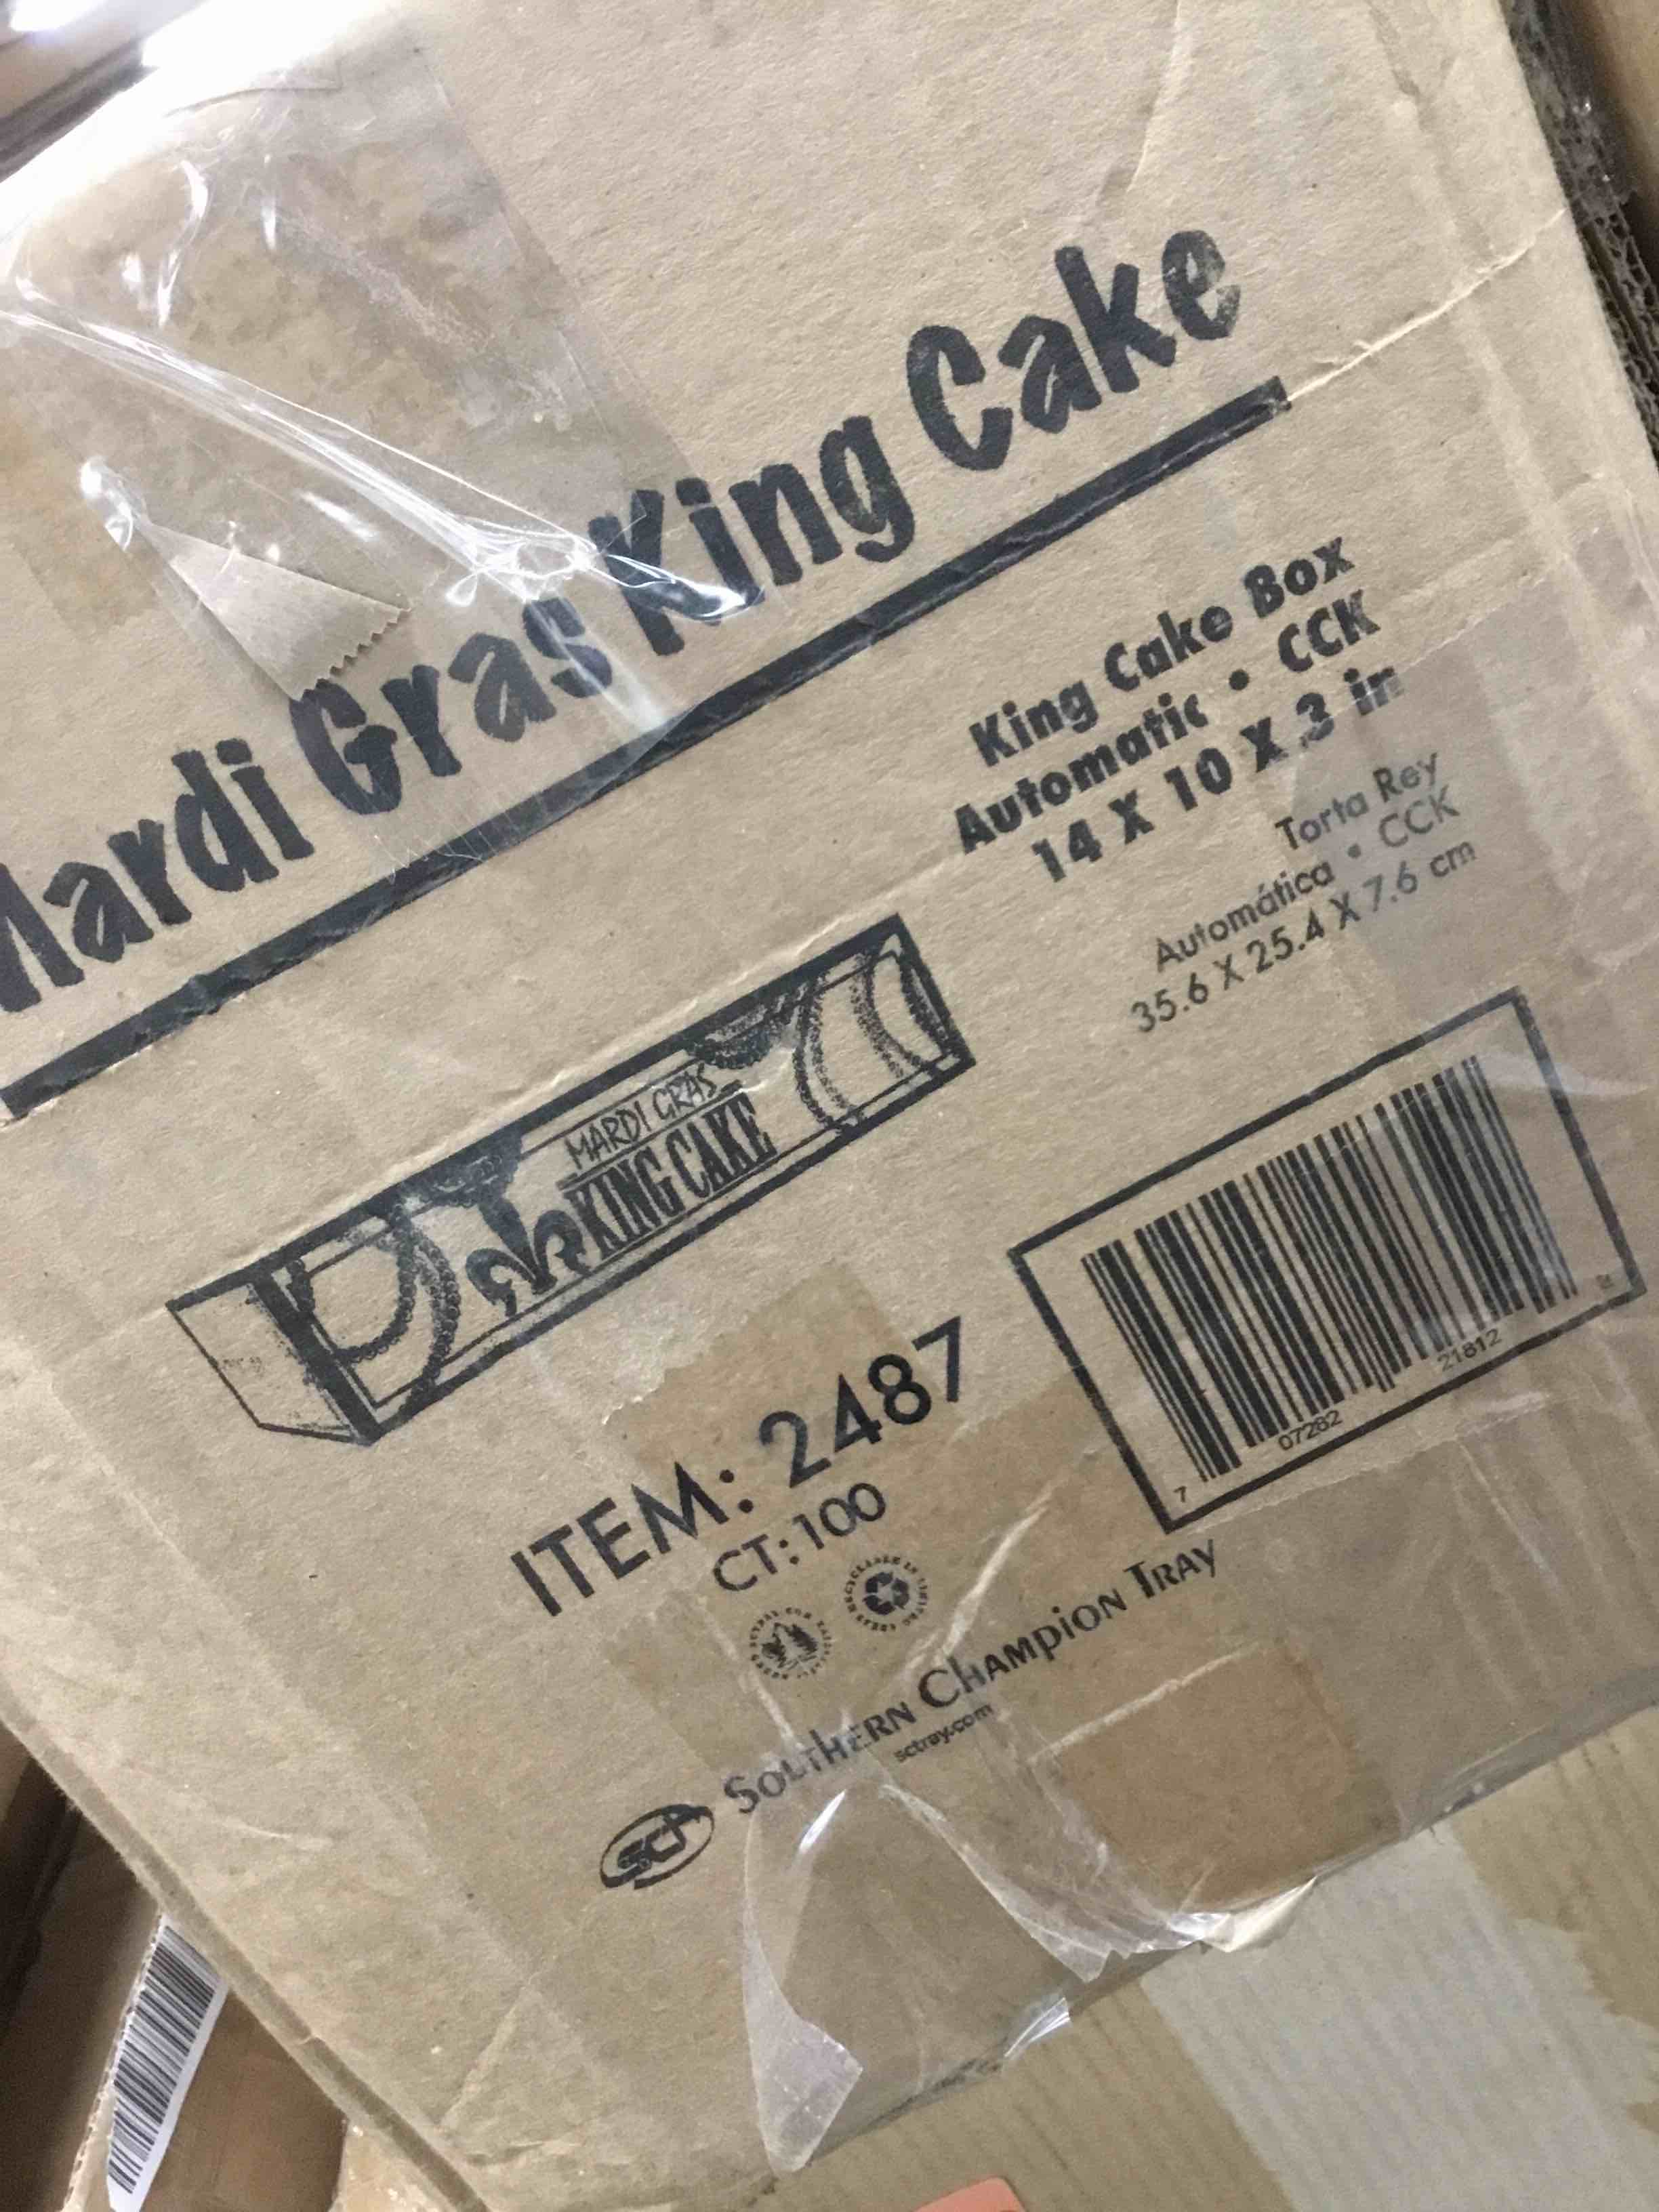 Mardi Gras King Cake
King Cake Box
Automatic • CCK
14 X 10 X 3 in
Torta Rey
Automática • CCK
35.6 X 25.4 X 7.6 cm
MARDI GRAS
KING CAKE
ITEM: 2487
CT: 100
7 07282 21812
SOUTHERN CHAMPION TRAY
sctray.com
SCT